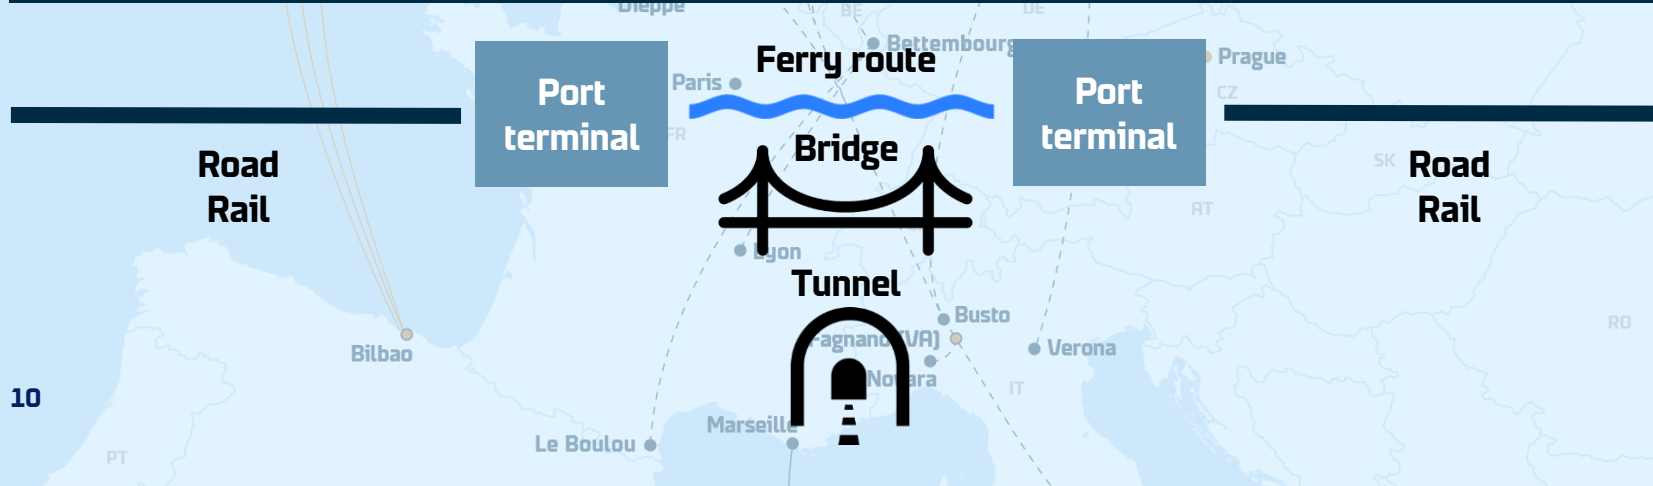 Dieppe
BE
DE
Bettembourg
Prague
Ferry route
Paris
CZ
Port
terminal
Port
terminal
FR
Bridge
Road
Rail
SK
Road
Rail
AT
Lyon
Tunnel
Busto
RO
Fagnano (VA)
Bilbao
Verona
Novara
IT
10
Marseille
Le Boulou
PT